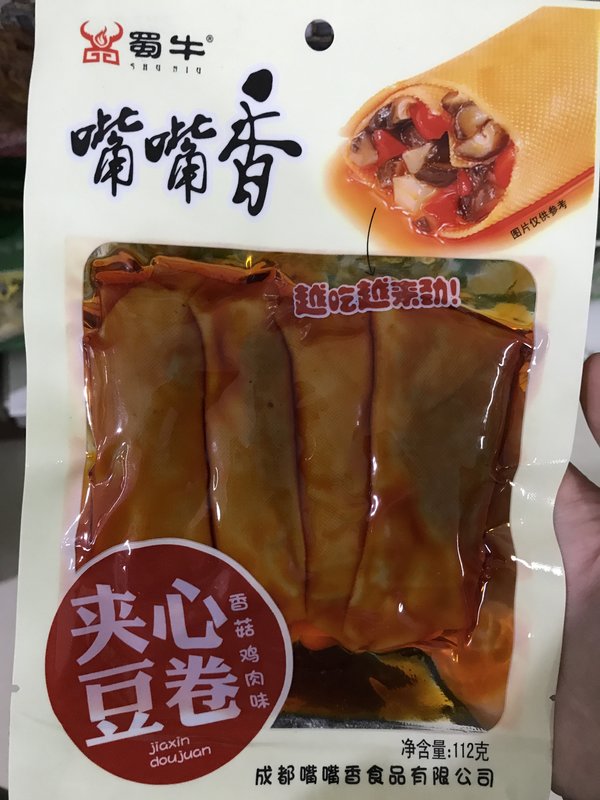 蜀牛®
SHU NIU
嘴嘴香
图片仅供参考
越吃越来劲!
夹心
豆卷
香菇鸡肉味
jiaxin
doujuan
净含量:112克
成都嘴嘴香食品有限公司